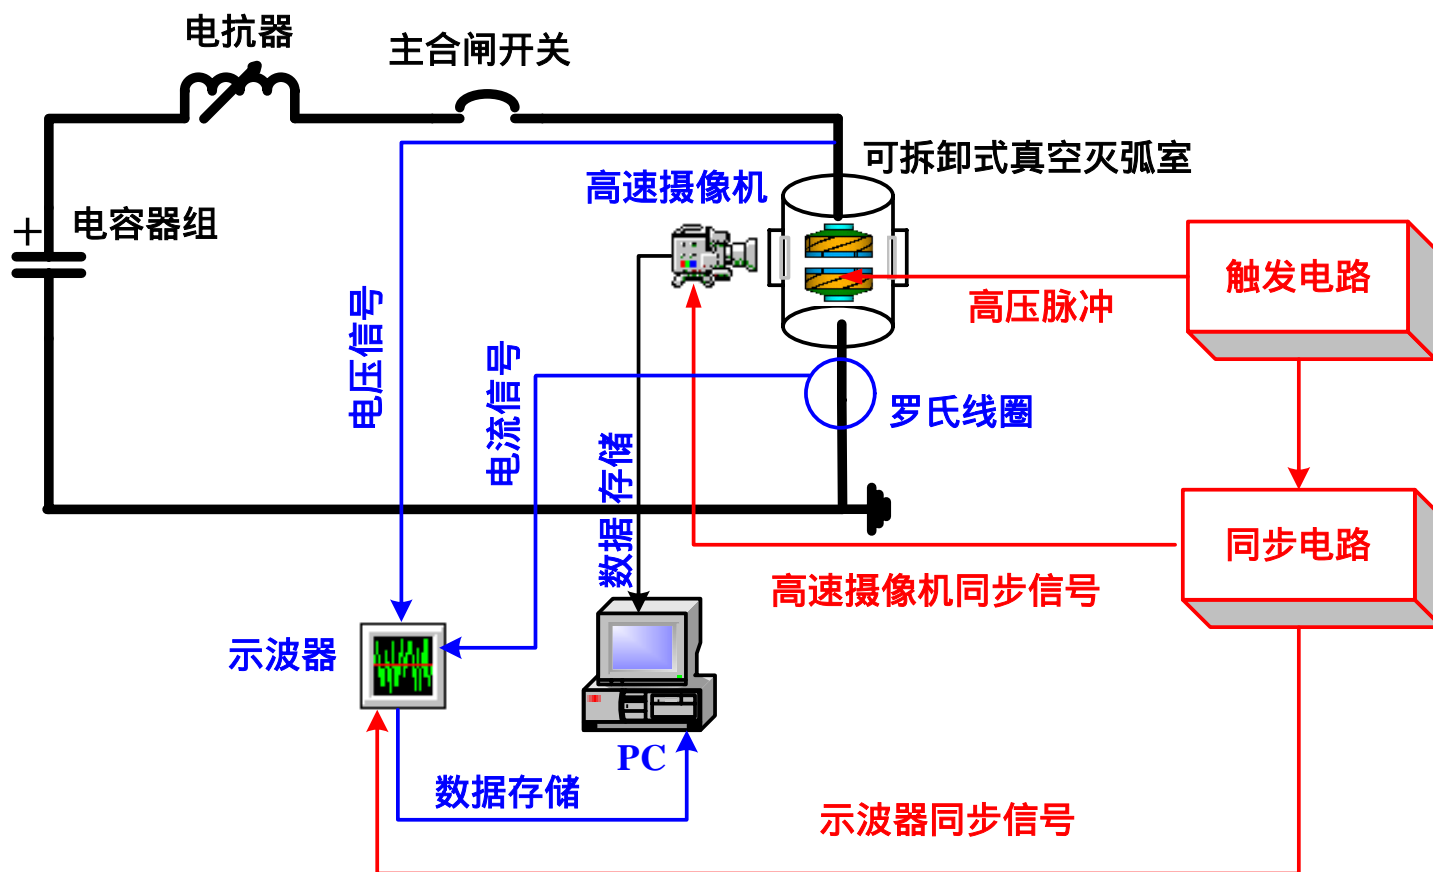 电抗器
主合闸开关
可拆卸式真空灭弧室
高速摄像机
电容器组
+
触发电路
高压脉冲
电压信号
电流信号
罗氏线圈
数据存储
同步电路
高速摄像机同步信号
示波器
PC
数据存储
示波器同步信号